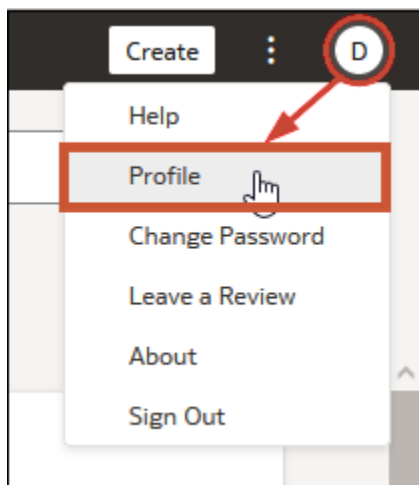 Create
D
Help
Profile
Change Password
Leave a Review
About
Sign Out